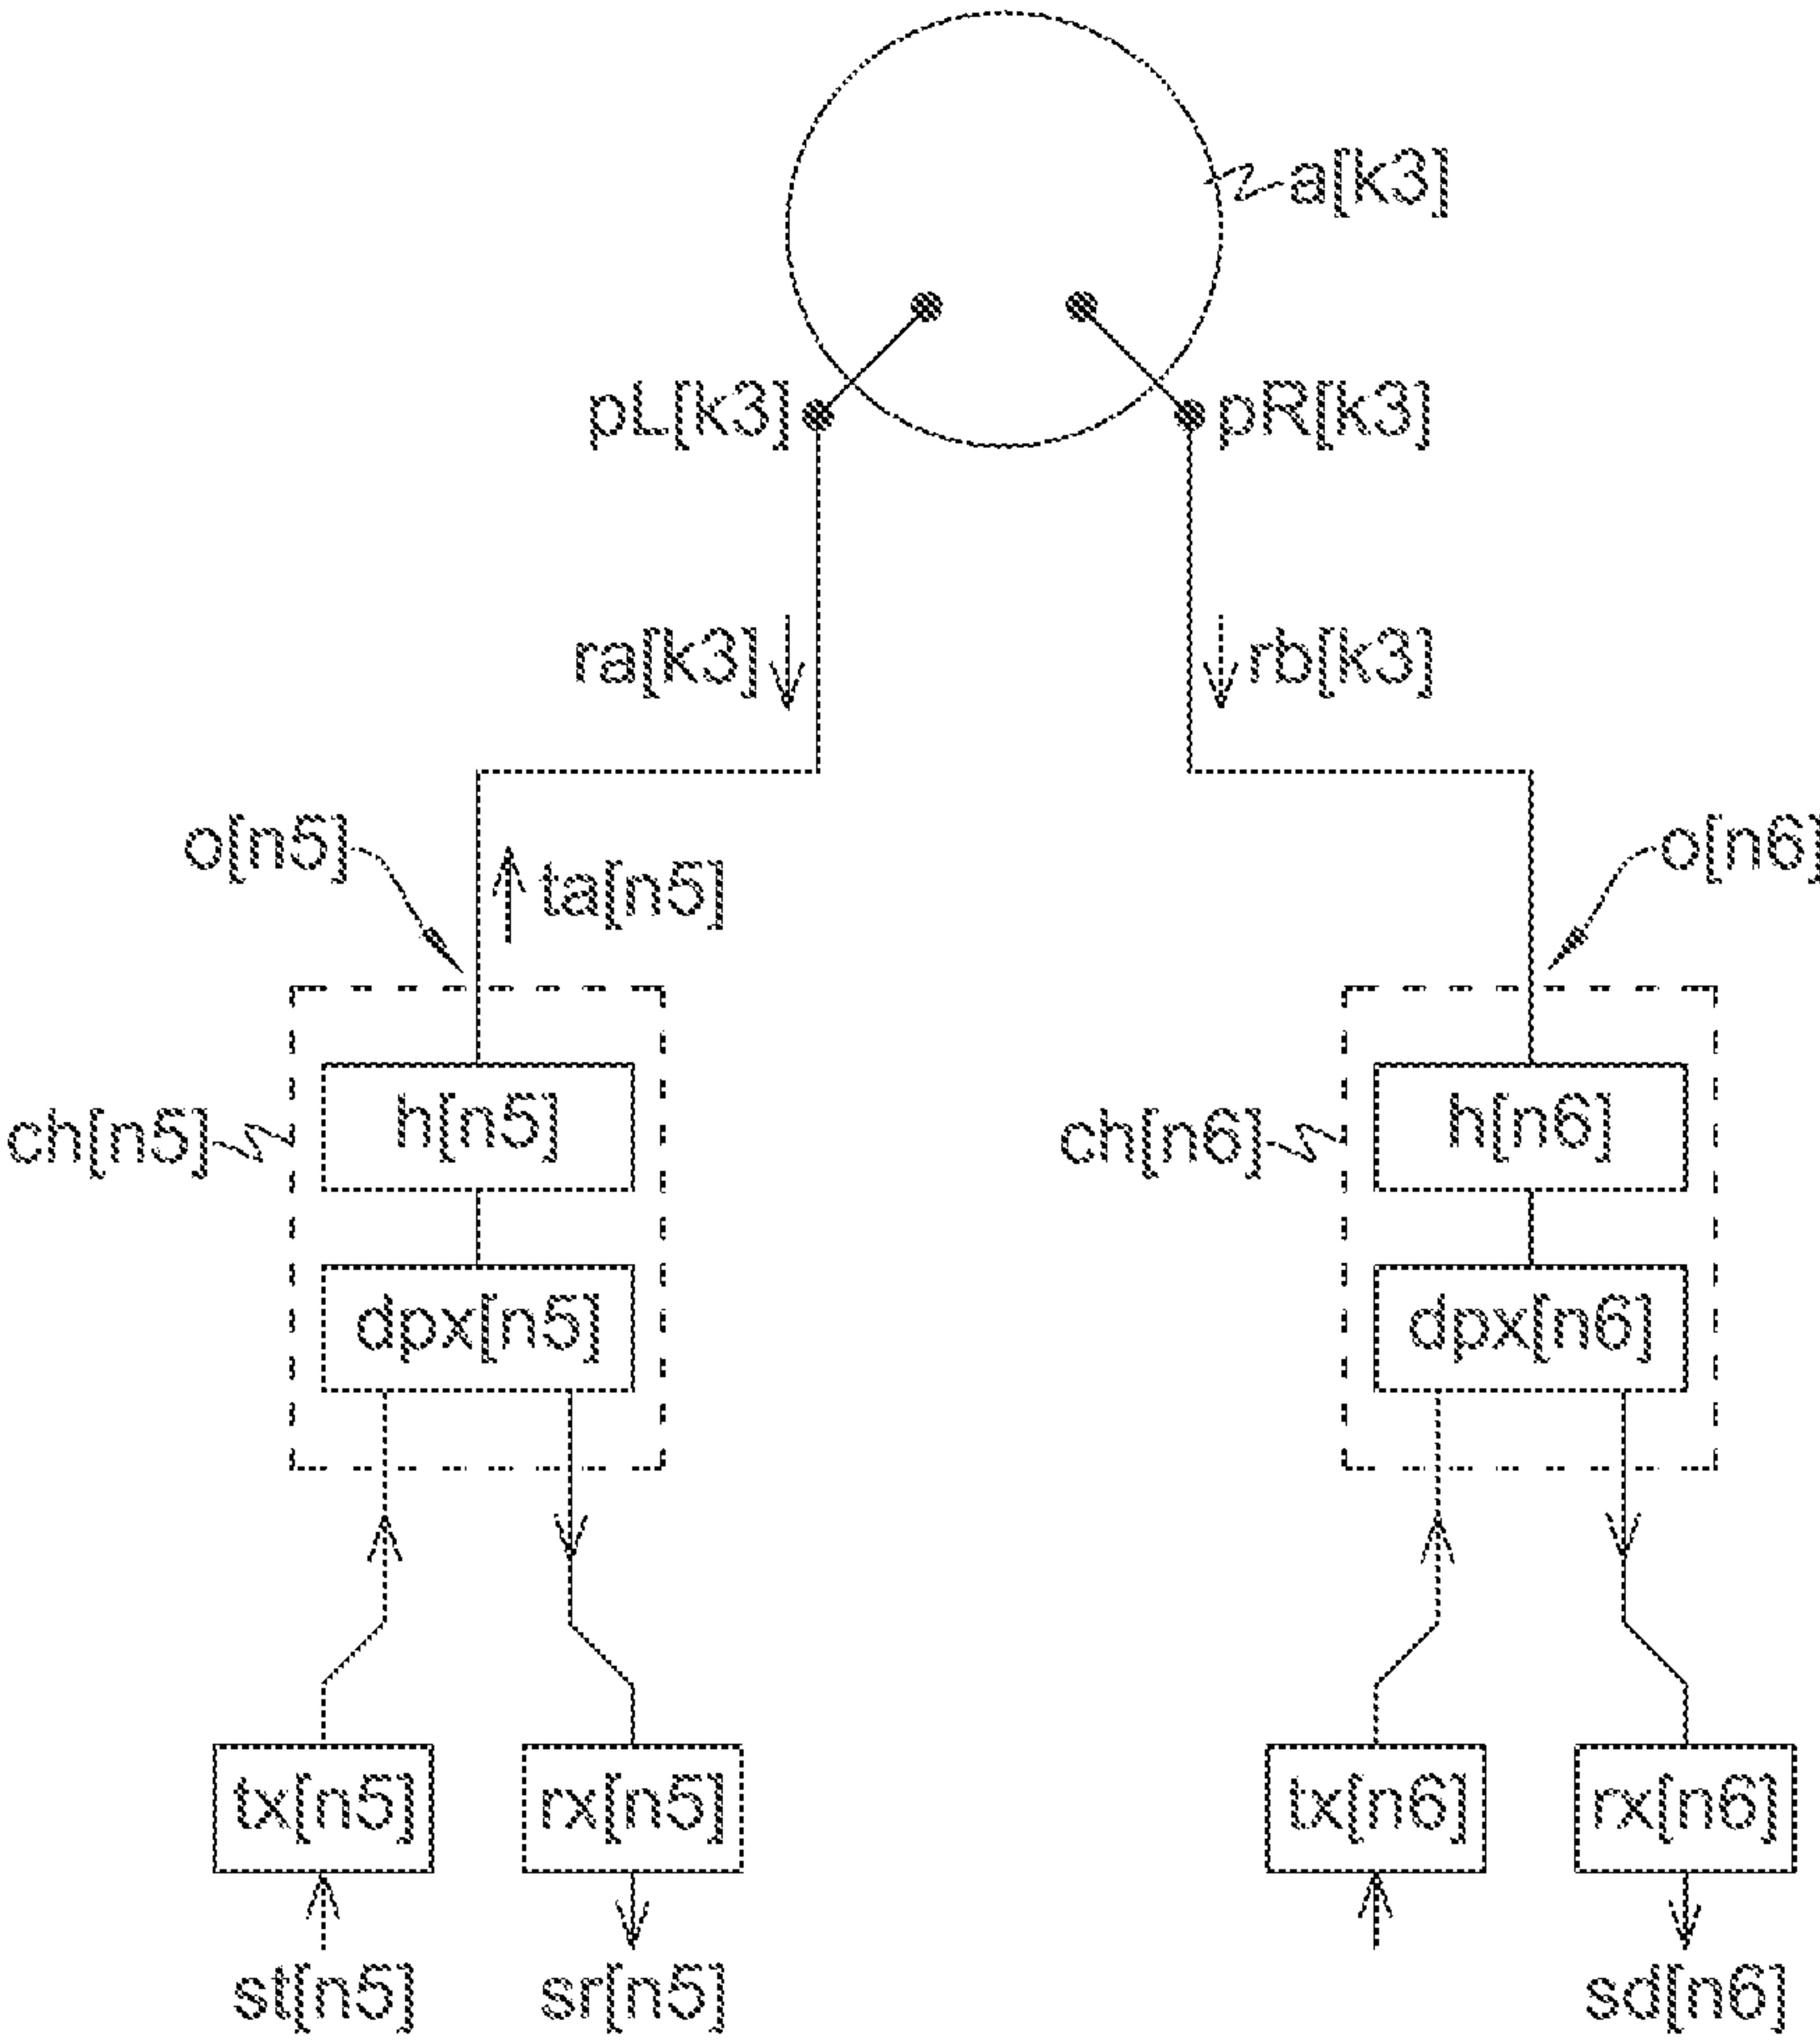 a[k3]
pL[k3]
pR[k3]
ra[k3]
rb[k3]
o[n5]
ta[n5]
o[n6]
ch[n5]
h[n5]
ch[n6]
h[n6]
dpx[n5]
dpx[n6]
tx[n5]
rx[n5]
tx[n6]
rx[n6]
st[n5]
sr[n5]
sd[n6]